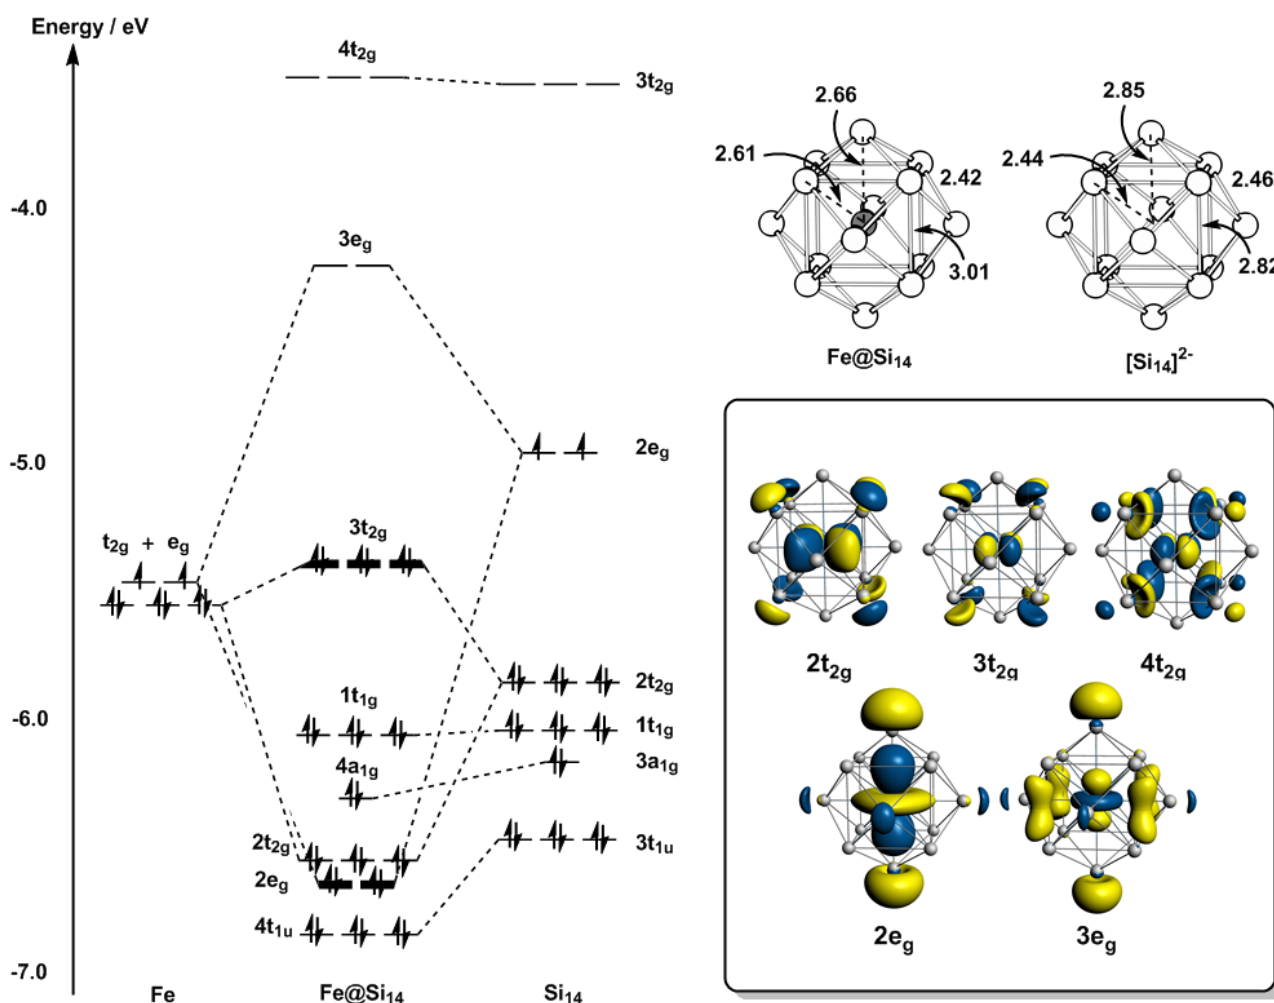 Energy / eV
4t2g
3t2g
-4.0
3eg
-5.0
2eg
t2g + eg
3t2g
2t2g
-6.0
1t1g
1t1g
4a1g
3a1g
2t2g
3t1u
2eg
4t1u
-7.0
Fe
Fe@Si14
Si14
2.66
2.61
2.42
3.01
Fe@Si14
2.85
2.44
2.46
2.82
[Si14]2-
2t2g
3t2g
4t2g
2eg
3eg